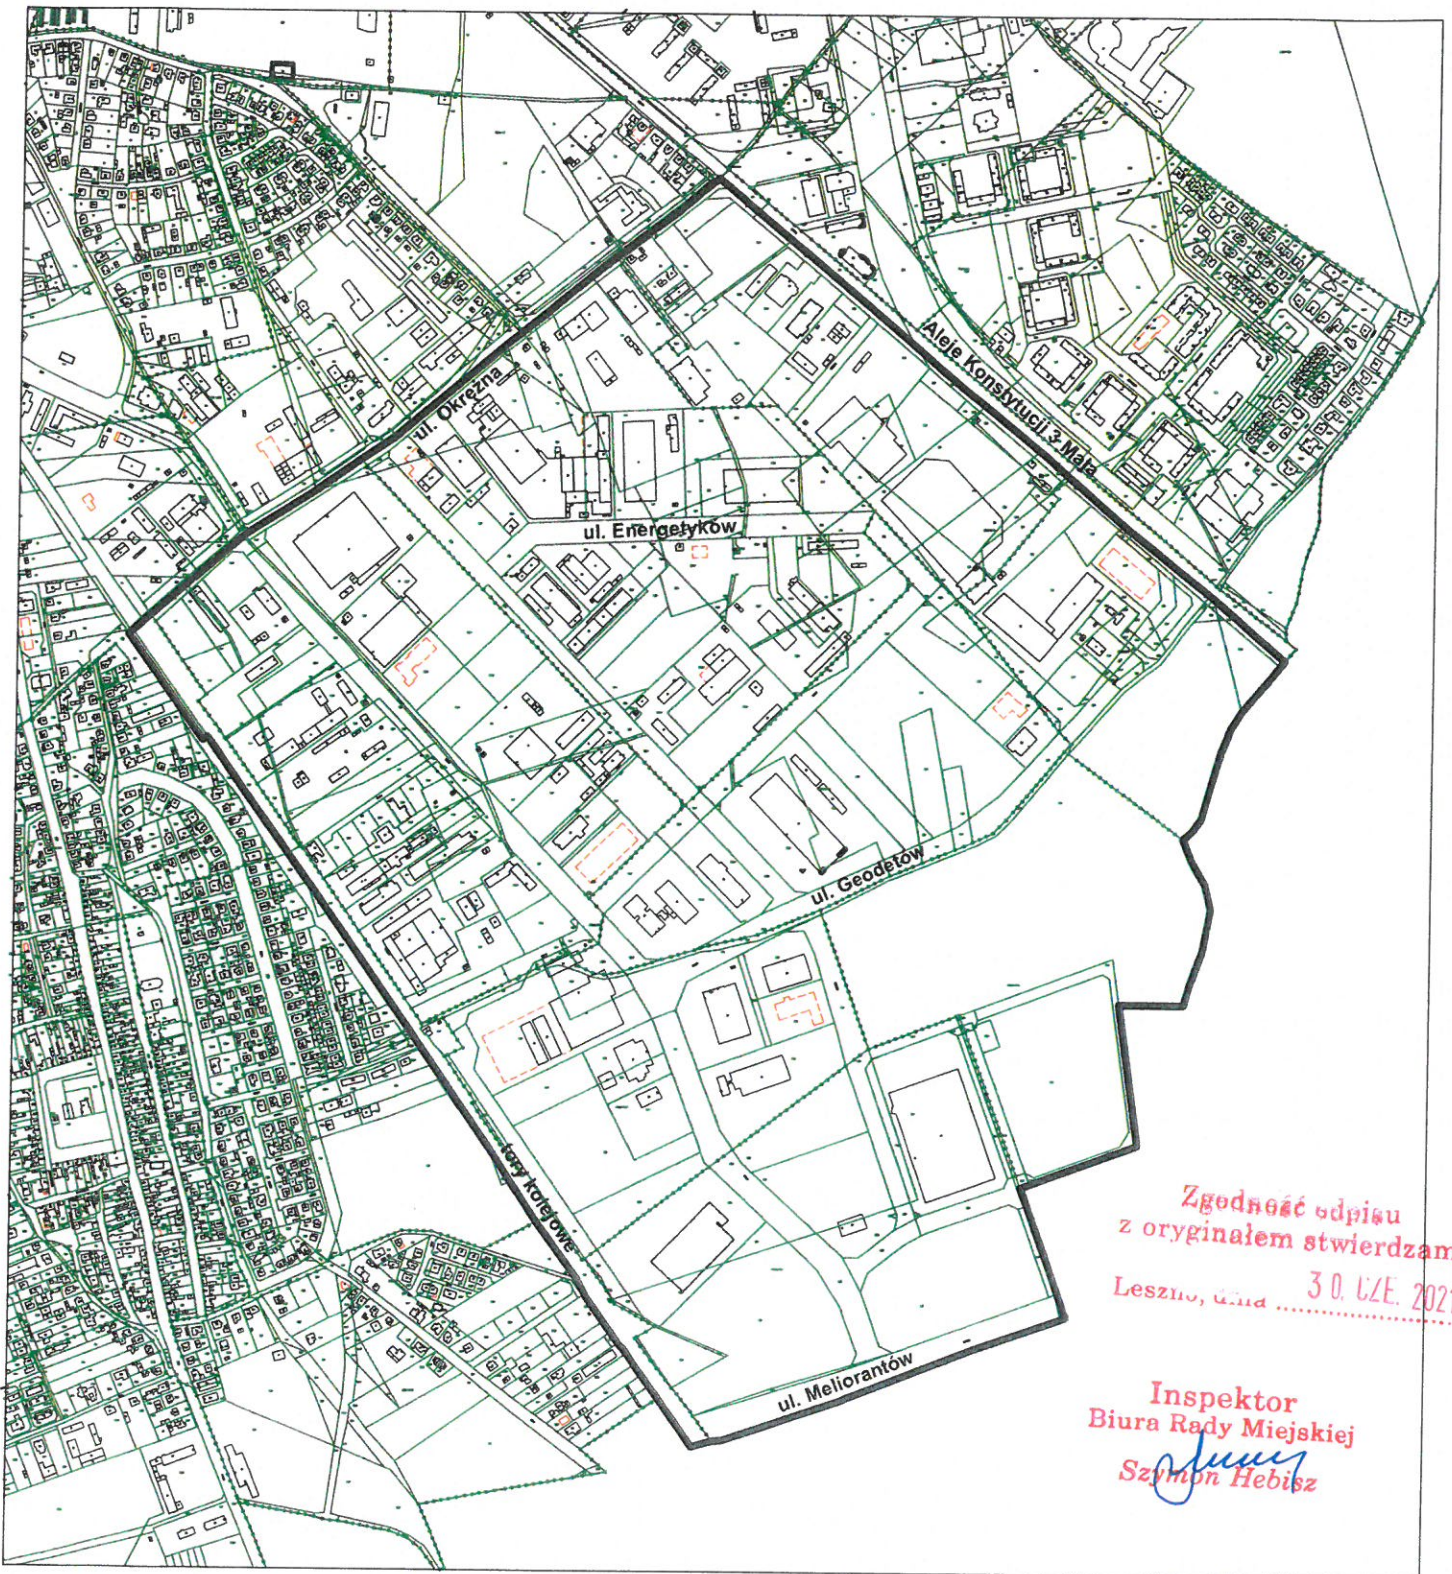 ul. Okrężna
Aleje Konstytucji 3 Maja
ul. Energetyków
ul. Geodetów
tory kolejowe
ul. Meliorantów
Zgodność odpisu
z oryginałem stwierdzam
Leszno, dnia .................... 30. CZE. 202
Inspektor
Biura Rady Miejskiej
Szymon Hebisz